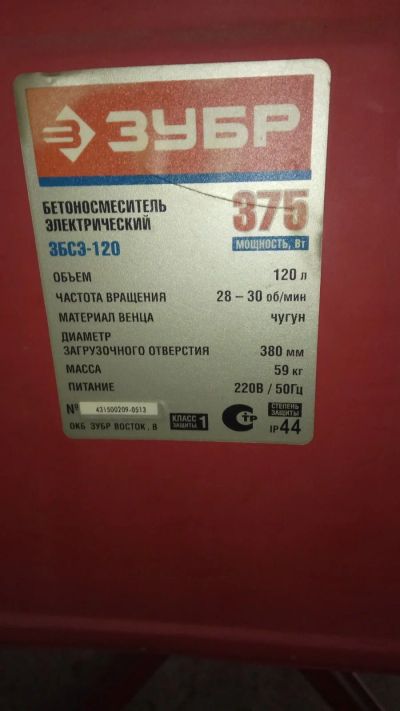 ЗУБР
БЕТОНОСМЕСИТЕЛЬ
ЭЛЕКТРИЧЕСКИЙ
ЗБСЭ-120
375
МОЩНОСТЬ, Вт
ОБЪЕМ 120 л
ЧАСТОТА ВРАЩЕНИЯ 28 – 30 об/мин
МАТЕРИАЛ ВЕНЦА чугун
ДИАМЕТР
ЗАГРУЗОЧНОГО ОТВЕРСТИЯ 380 мм
МАССА 59 кг
ПИТАНИЕ 220В / 50Гц
№ 431500209-0513
ОКБ ЗУБР ВОСТОК, В
КЛАСС
ЗАЩИТЫ 1
СТР
СТЕПЕНЬ
ЗАЩИТЫ
IP44